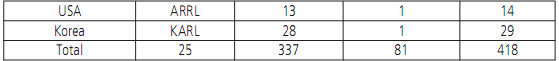 USA ARRL 13 1 14
Korea KARL 28 1 29
Total 25 337 81 418